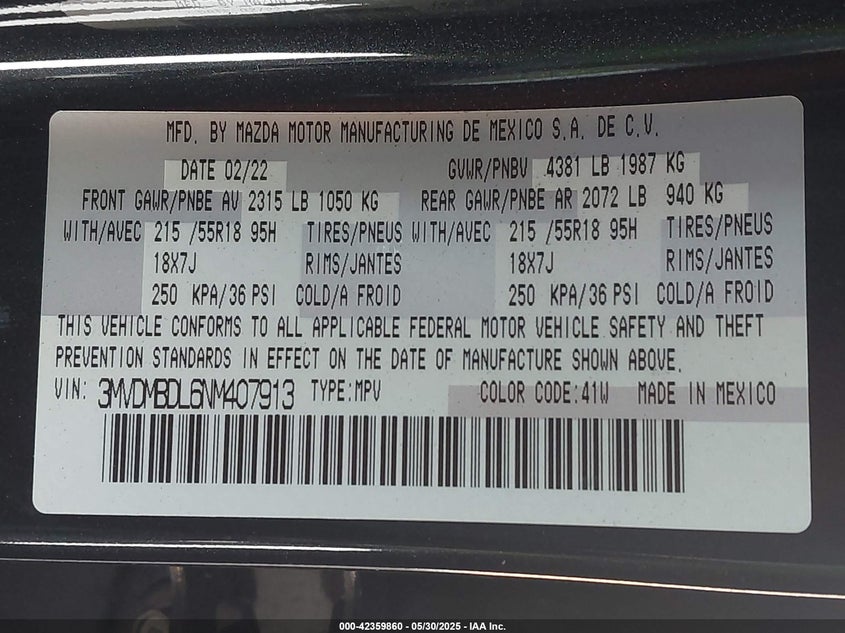 MFD. BY MAZDA MOTOR MANUFACTURING DE MEXICO S.A. DE C.V.
DATE 02/22 GVWR/PNBV 4381 LB 1987 KG
FRONT GAWR/PNBE AV 2315 LB 1050 KG REAR GAWR/PNBE AR 2072 LB 940 KG
WITH/AVEC 215 /55R18 95H TIRES/PNEUS WITH/AVEC 215 /55R18 95H TIRES/PNEUS
18X7J RIMS/JANTES 18X7J RIMS/JANTES
250 KPA/36 PSI COLD/A FROID 250 KPA/36 PSI COLD/A FROID
THIS VEHICLE CONFORMS TO ALL APPLICABLE FEDERAL MOTOR VEHICLE SAFETY AND THEFT
PREVENTION STANDARDS IN EFFECT ON THE DATE OF MANUFACTURE SHOWN ABOVE.
VIN: 3MVDMBDL6NM407913 TYPE:MPV COLOR CODE:41W MADE IN MEXICO
000-42359860 - 05/30/2025 - IAA Inc.